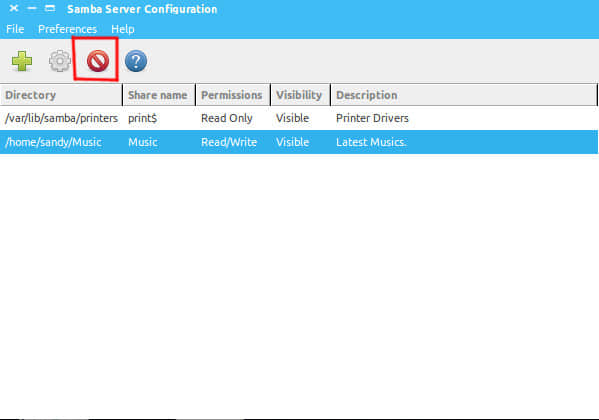 Samba Server Configuration
File Preferences Help
Directory Share name Permissions Visibility Description
/var/lib/samba/printers print$ Read Only Visible Printer Drivers
/home/sandy/Music Music Read/Write Visible Latest Musics.